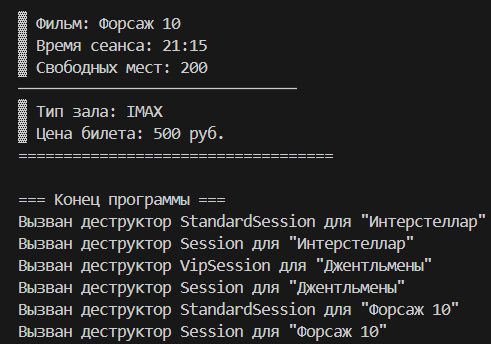 ▒ Фильм: Форсаж 10
▒ Время сеанса: 21:15
▒ Свободных мест: 200
───────────────────────────────
▒ Тип зала: IMAX
▒ Цена билета: 500 руб.
===================================
=== Конец программы ===
Вызван деструктор StandardSession для "Интерстеллар"
Вызван деструктор Session для "Интерстеллар"
Вызван деструктор VipSession для "Джентльмены"
Вызван деструктор Session для "Джентльмены"
Вызван деструктор StandardSession для "Форсаж 10"
Вызван деструктор Session для "Форсаж 10"